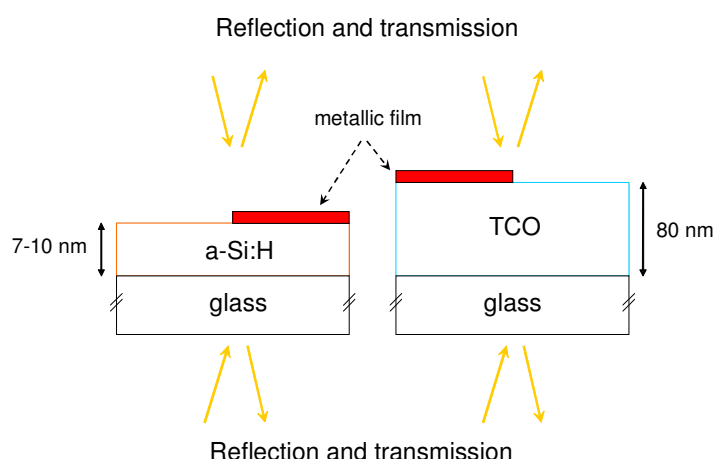 Reflection and transmission
metallic film
7-10 nm
a-Si:H
TCO
80 nm
glass
glass
Reflection and transmission